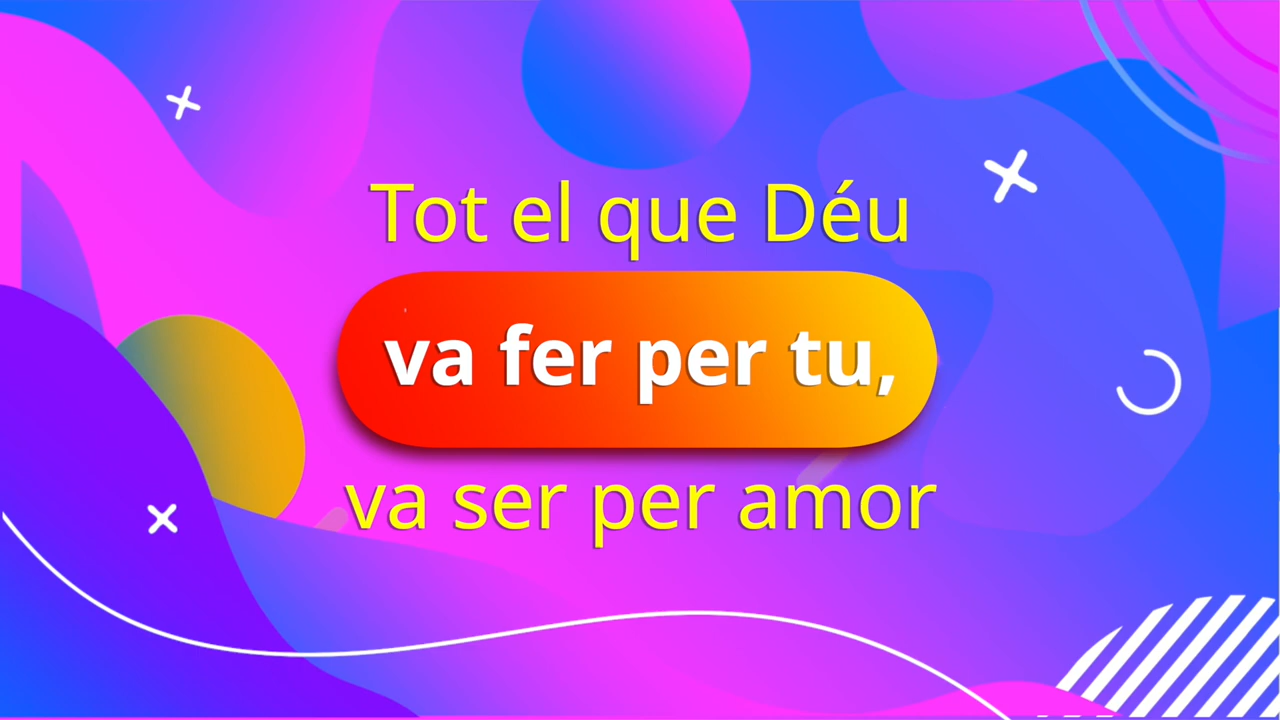 Tot el que Déu
va fer per tu,
va ser per amor